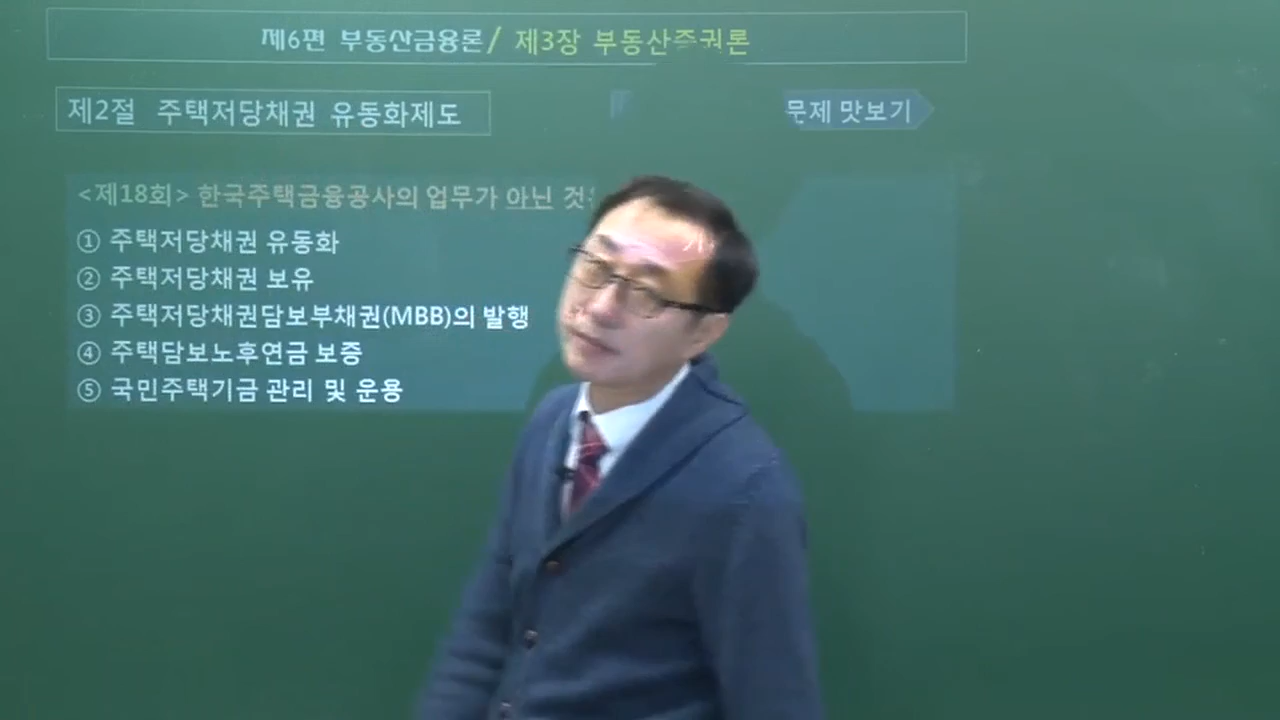 제6편 부동산금융론/ 제3장 부동산증권론
제2절 주택저당채권 유동화제도
문제 맛보기
<제18회> 한국주택금융공사의 업무가 아닌 것
① 주택저당채권 유동화
② 주택저당채권 보유
③ 주택저당채권담보부채권(MBB)의 발행
④ 주택담보노후연금 보증
⑤ 국민주택기금 관리 및 운용